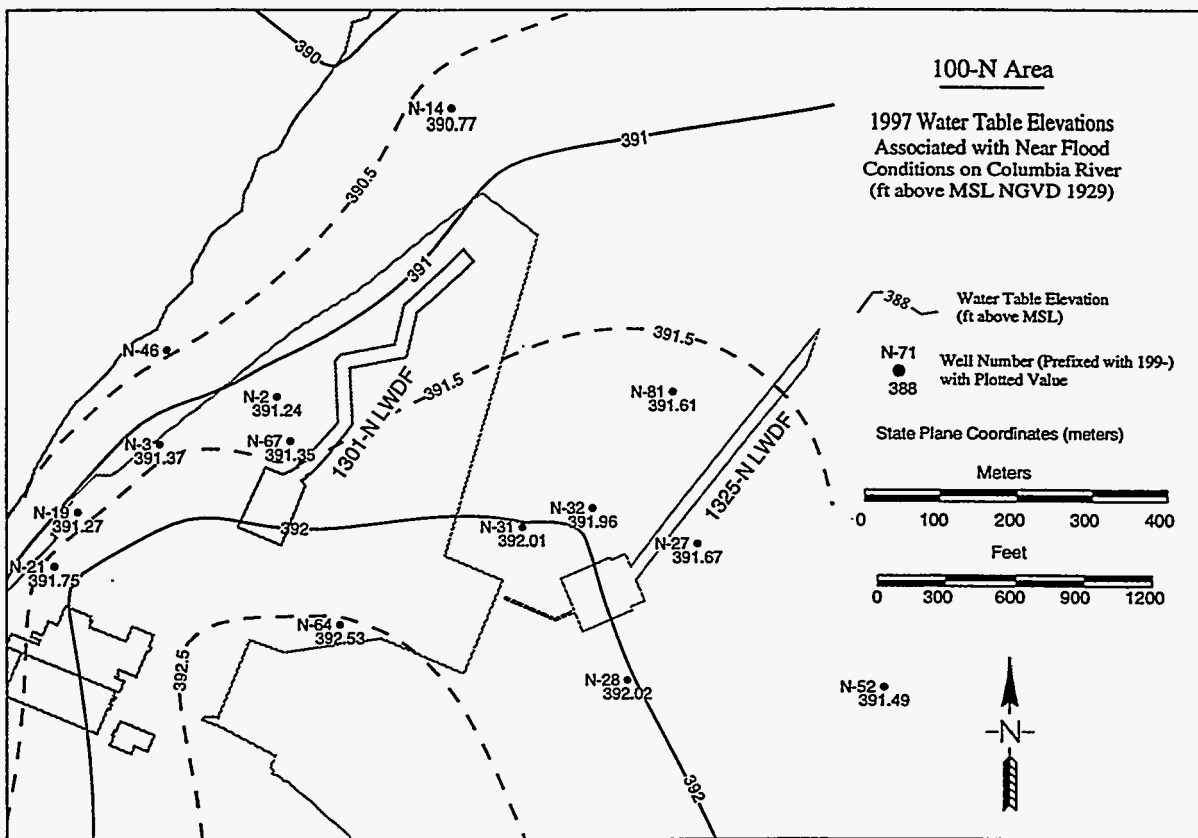 100-N Area
1997 Water Table Elevations
Associated with Near Flood
Conditions on Columbia River
(ft above MSL NGVD 1929)
388
Water Table Elevation
(ft above MSL)
N-71
388
Well Number (Prefixed with 199-)
with Plotted Value
State Plane Coordinates (meters)
Meters
0 100 200 300 400
Feet
0 300 600 900 1200
-N-
390
N-14
390.77
391
390.5
391
391.5
N-46
N-2
391.24
391.5
N-81
391.61
N-3
391.37
N-67
391.35
1301-N LWDF
1325-N LWDF
N-19
391.27
392
N-31
392.01
N-32
391.96
N-27
391.67
N-21
391.75
N-64
392.53
392.5
N-28
392.02
N-52
391.49
392